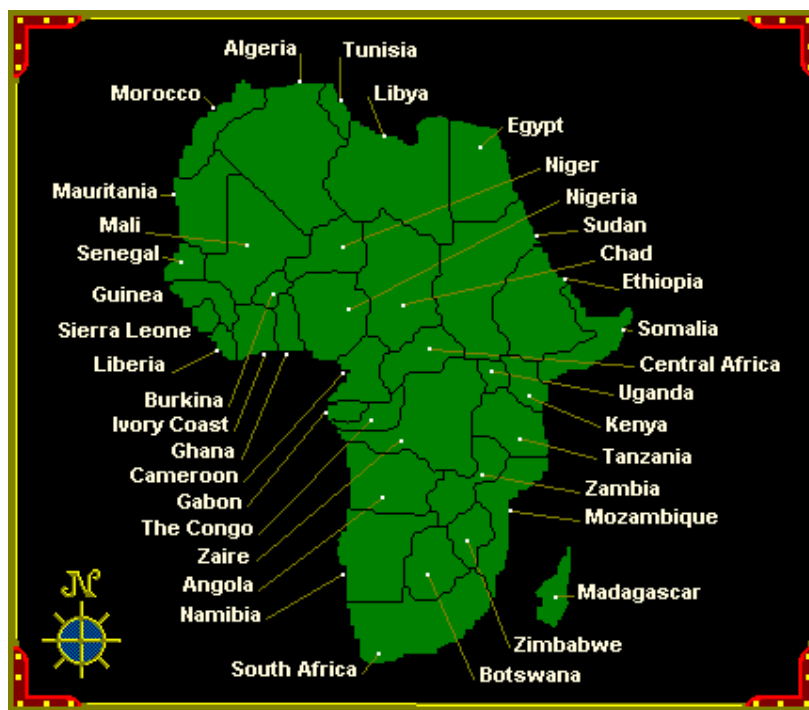 Algeria
Tunisia
Morocco
Libya
Egypt
Niger
Mauritania
Nigeria
Mali
Sudan
Senegal
Chad
Ethiopia
Guinea
Sierra Leone
Somalia
Liberia
Central Africa
Uganda
Burkina
Ivory Coast
Kenya
Ghana
Tanzania
Cameroon
Zambia
Gabon
Mozambique
The Congo
Zaire
Angola
N
Madagascar
Namibia
Zimbabwe
South Africa
Botswana